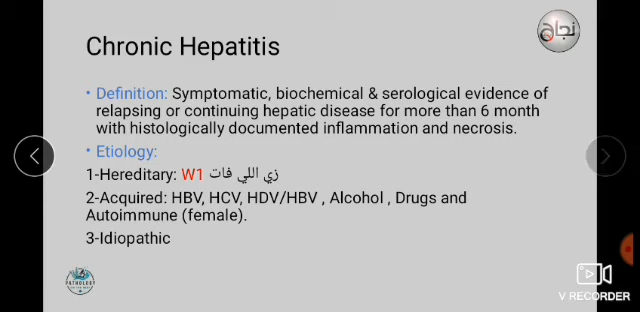 نجاح
Chronic Hepatitis
• Definition: Symptomatic, biochemical & serological evidence of
relapsing or continuing hepatic disease for more than 6 month
with histologically documented inflammation and necrosis.
• Etiology:
1-Hereditary: W1 زي اللي فات
2-Acquired: HBV, HCV, HDV/HBV , Alcohol , Drugs and
Autoimmune (female).
3-Idiopathic
PATHOLOGY
V RECORDER